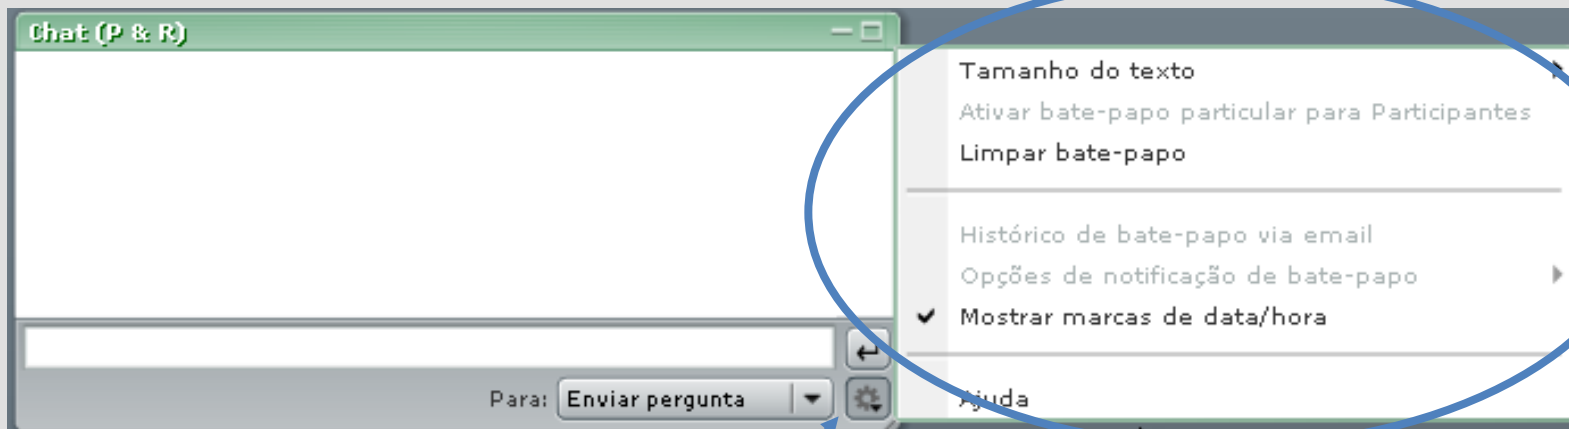 Chat (P & R)
Tamanho do texto
Ativar bate-papo particular para Participantes
Limpar bate-papo
Histórico de bate-papo via email
Opções de notificação de bate-papo
Mostrar marcas de data/hora
Ajuda
Para: Enviar pergunta